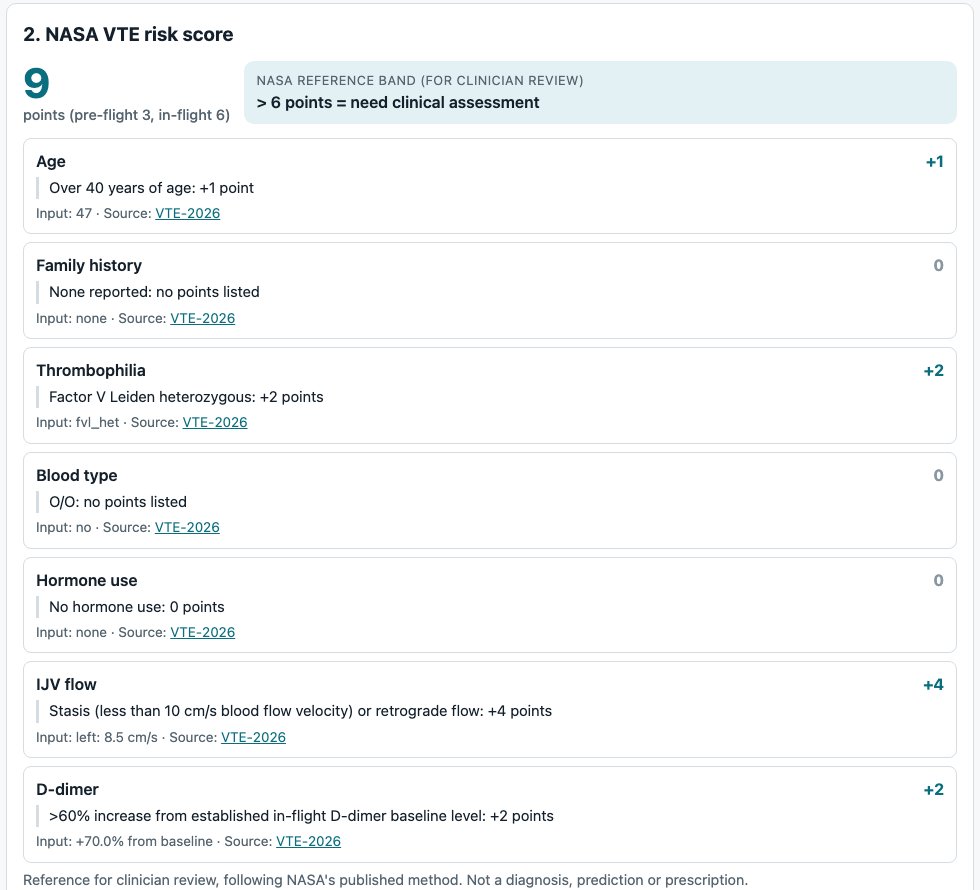 2. NASA VTE risk score
9
points (pre-flight 3, in-flight 6)
NASA REFERENCE BAND (FOR CLINICIAN REVIEW)
> 6 points = need clinical assessment
Age
+1
Over 40 years of age: +1 point
Input: 47 · Source: VTE-2026
Family history
0
None reported: no points listed
Input: none · Source: VTE-2026
Thrombophilia
+2
Factor V Leiden heterozygous: +2 points
Input: fvl_het · Source: VTE-2026
Blood type
0
O/O: no points listed
Input: no · Source: VTE-2026
Hormone use
0
No hormone use: 0 points
Input: none · Source: VTE-2026
IJV flow
+4
Stasis (less than 10 cm/s blood flow velocity) or retrograde flow: +4 points
Input: left: 8.5 cm/s · Source: VTE-2026
D-dimer
+2
>60% increase from established in-flight D-dimer baseline level: +2 points
Input: +70.0% from baseline · Source: VTE-2026
Reference for clinician review, following NASA's published method. Not a diagnosis, prediction or prescription.